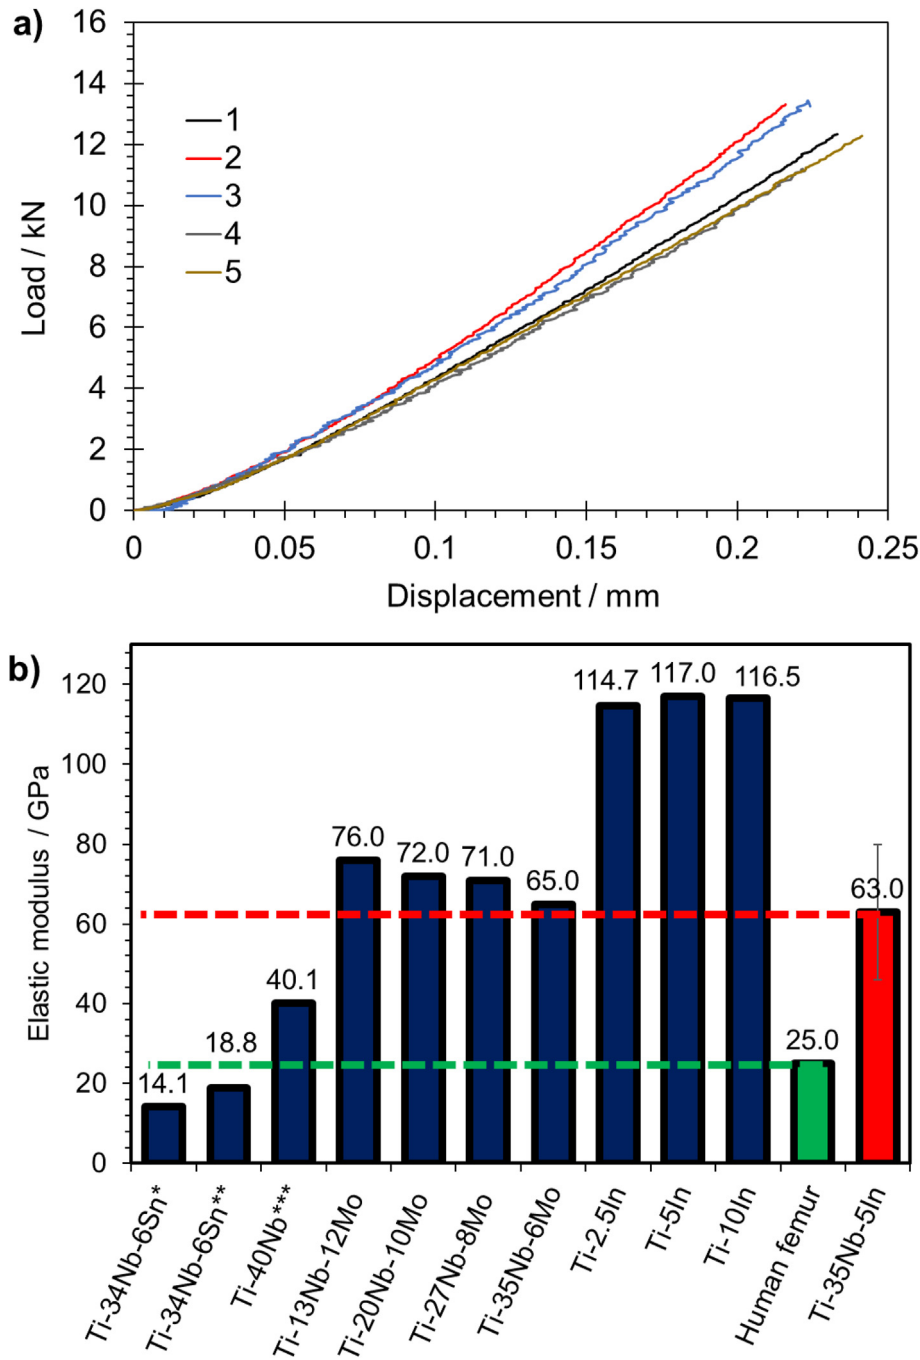 a)
16
14
12
10
8
6
4
2
0
Load / kN
1
2
3
4
5
0 0.05 0.1 0.15 0.2 0.25
Displacement / mm
b)
120
100
80
60
40
20
0
Elastic modulus / GPa
14.1
18.8
40.1
76.0
72.0
71.0
65.0
114.7
117.0
116.5
25.0
63.0
Ti-34Nb-6Sn*
Ti-34Nb-6Sn**
Ti-40Nb***
Ti-13Nb-12Mo
Ti-20Nb-10Mo
Ti-27Nb-8Mo
Ti-35Nb-6Mo
Ti-2.5In
Ti-5In
Ti-10In
Human femur
Ti-35Nb-5In